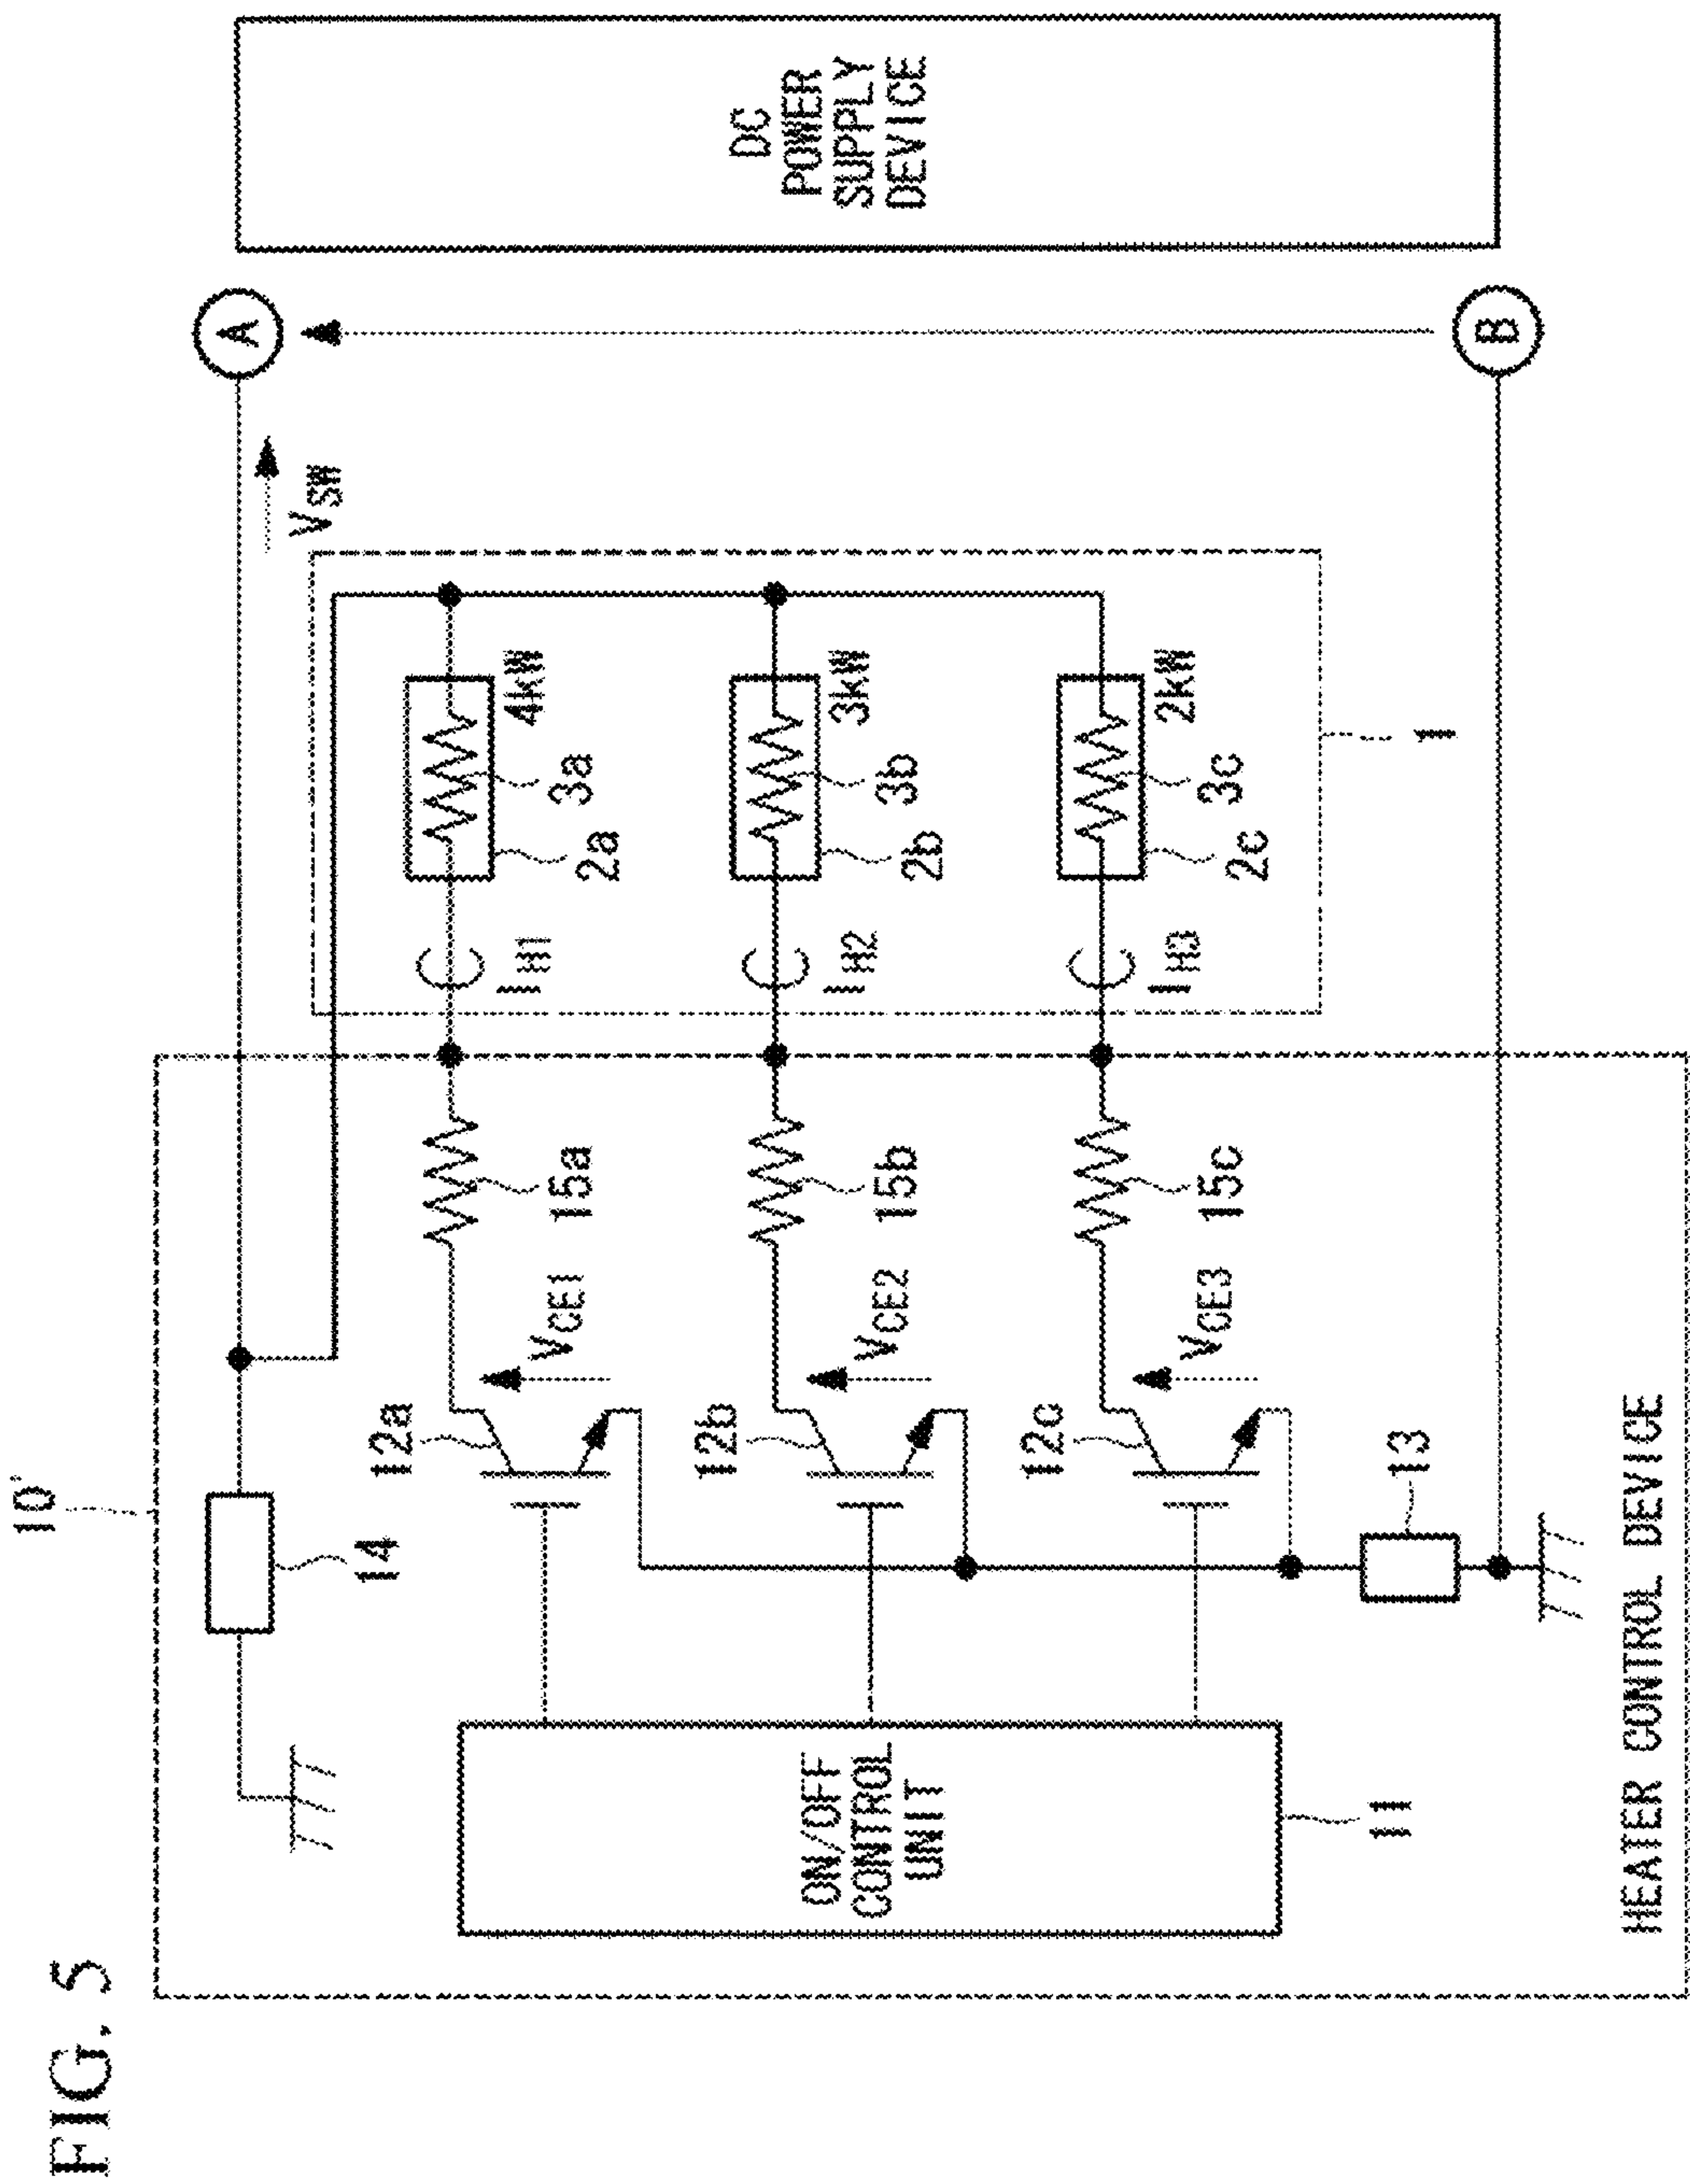 FIG. 5
10'
14
A
VSW
DC
POWER
SUPPLY
DEVICE
12a
VCE1
15a
IH1
2a
3a
4kW
12b
VCE2
15b
IH2
2b
3b
3kW
12c
VCE3
15c
IH3
2c
3c
2kW
ON/OFF
CONTROL
UNIT
11
13
1
B
HEATER CONTROL DEVICE